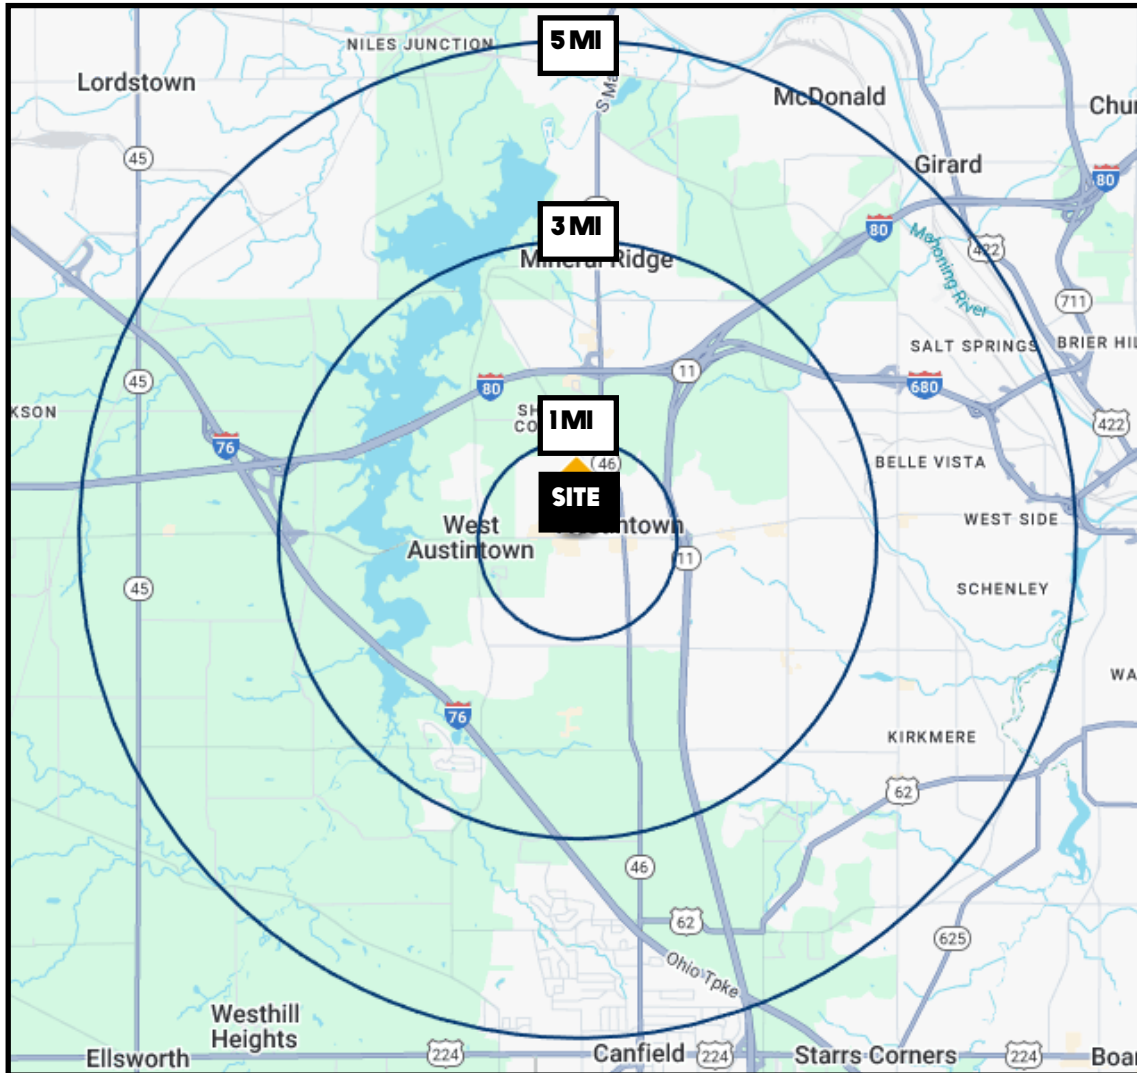 5 MI
NILES JUNCTION
Lordstown
McDonald
Girard
45
80
80
3 MI
Mineral Ridge
Mahoning River
422
711
SALT SPRINGS
11
80
680
45
1 MI
422
76
46
BELLE VISTA
SITE
West
Austintown
WEST SIDE
11
45
SCHENLEY
76
KIRKMERE
62
46
62
625
Ohio Tpke
Westhill
Heights
Ellsworth
224
Canfield
224
Starrs Corners
224